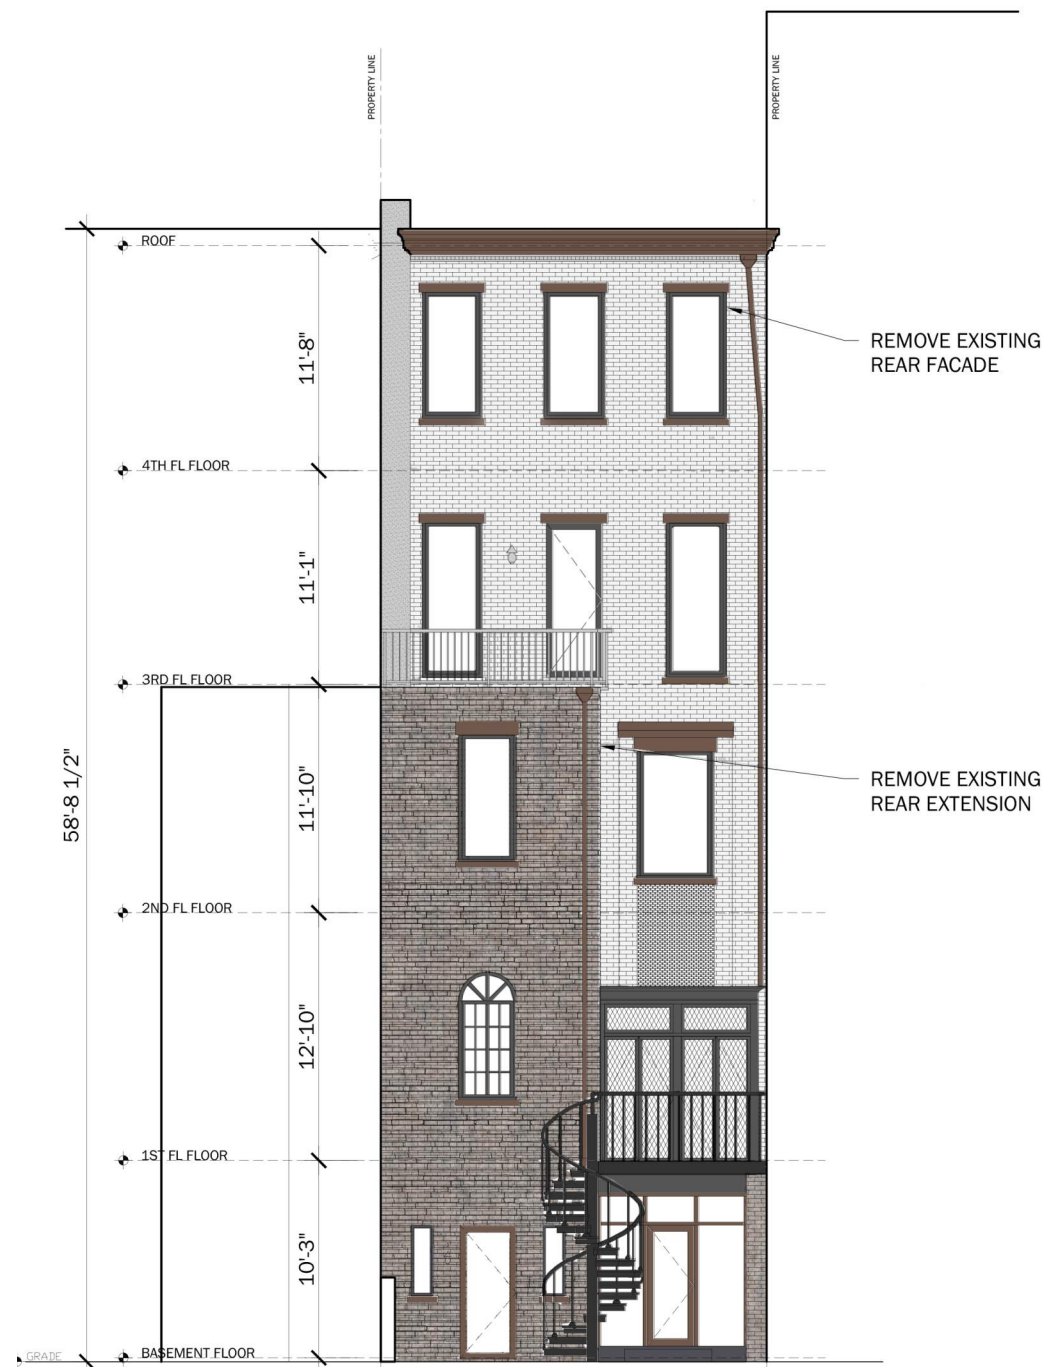 PROPERTY LINE
PROPERTY LINE
ROOF
11'-8"
REMOVE EXISTING
REAR FACADE
4TH FL FLOOR
11'-1"
3RD FL FLOOR
58'-8 1/2"
11'-10"
REMOVE EXISTING
REAR EXTENSION
2ND FL FLOOR
12'-10"
1ST FL FLOOR
10'-3"
BASEMENT FLOOR
GRADE